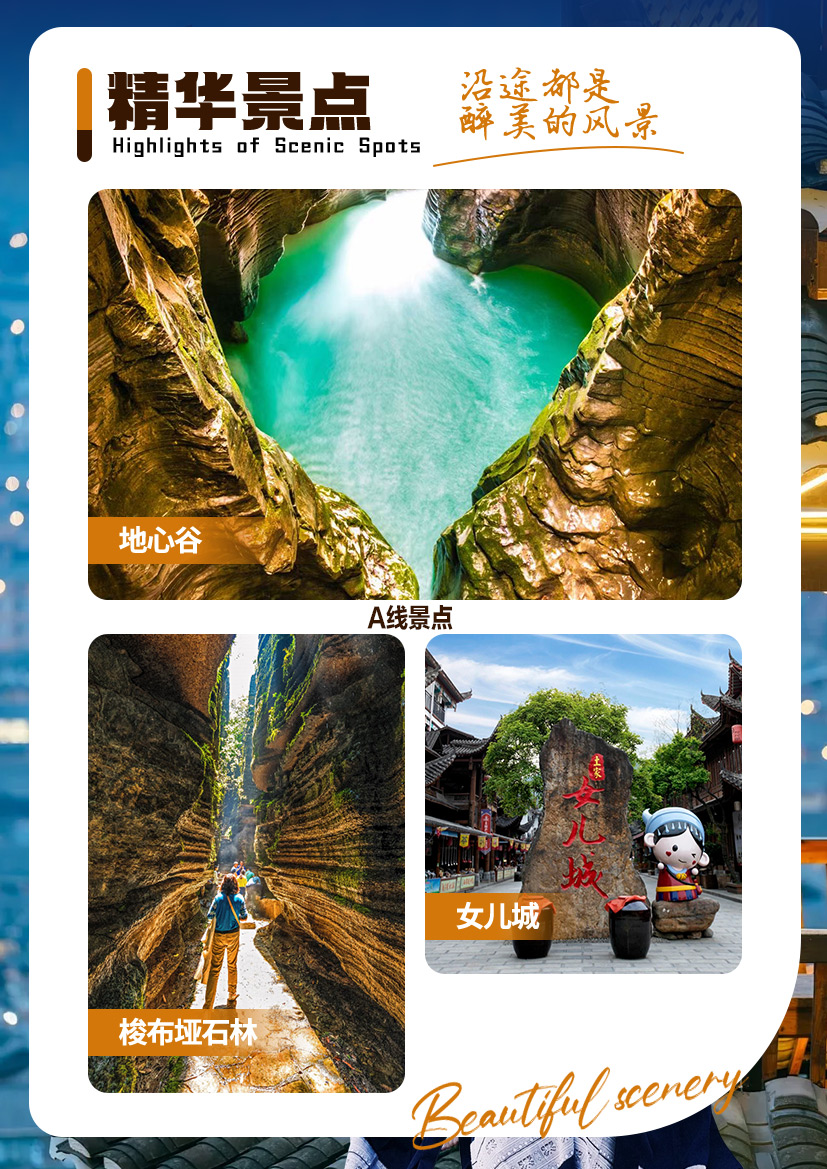 精华景点
Highlights of Scenic Spots
沿途都是
醉美的风景
地心谷
A线景点
土家
女儿城
女儿城
梭布垭石林
Beautiful scenery